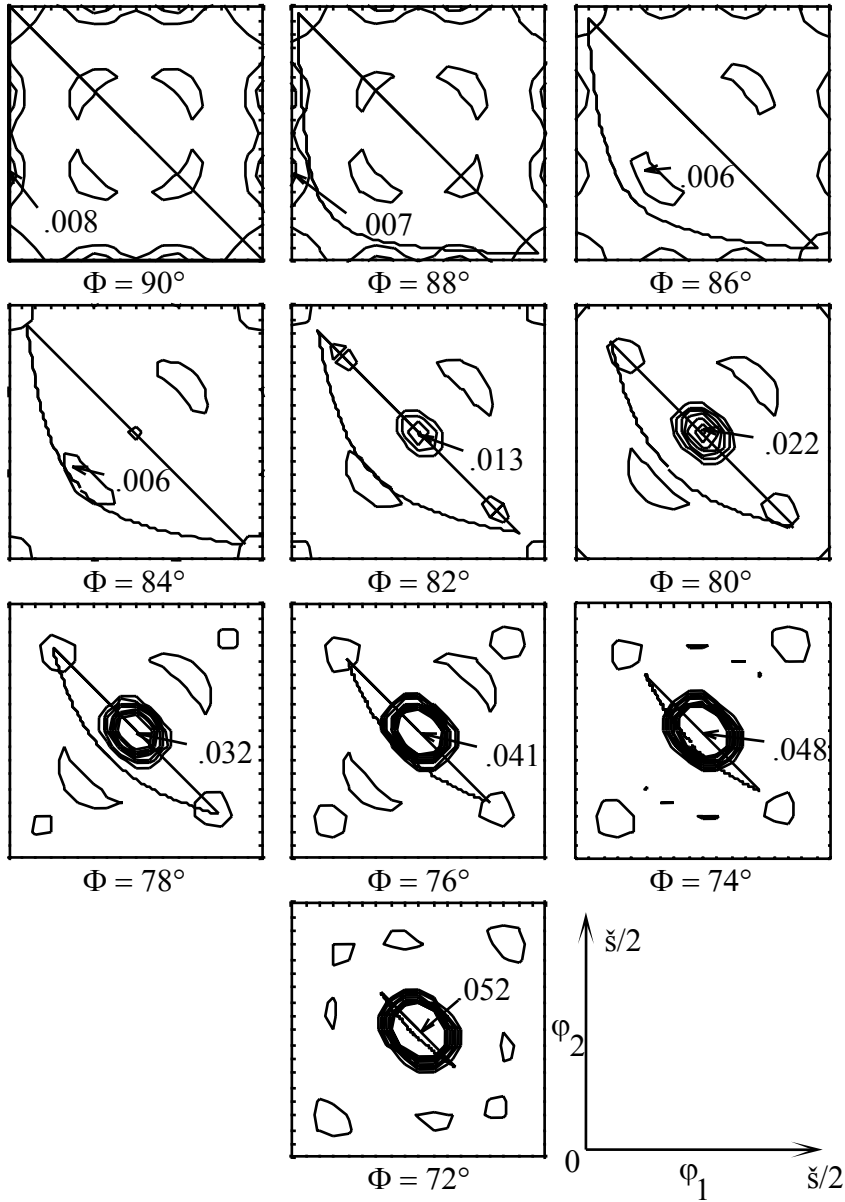 .008
007
.006
Φ = 90°
Φ = 88°
Φ = 86°
.006
.013
.022
Φ = 84°
Φ = 82°
Φ = 80°
.032
.041
.048
Φ = 78°
Φ = 76°
Φ = 74°
.052
š/2
φ2
0
φ1
š/2
Φ = 72°